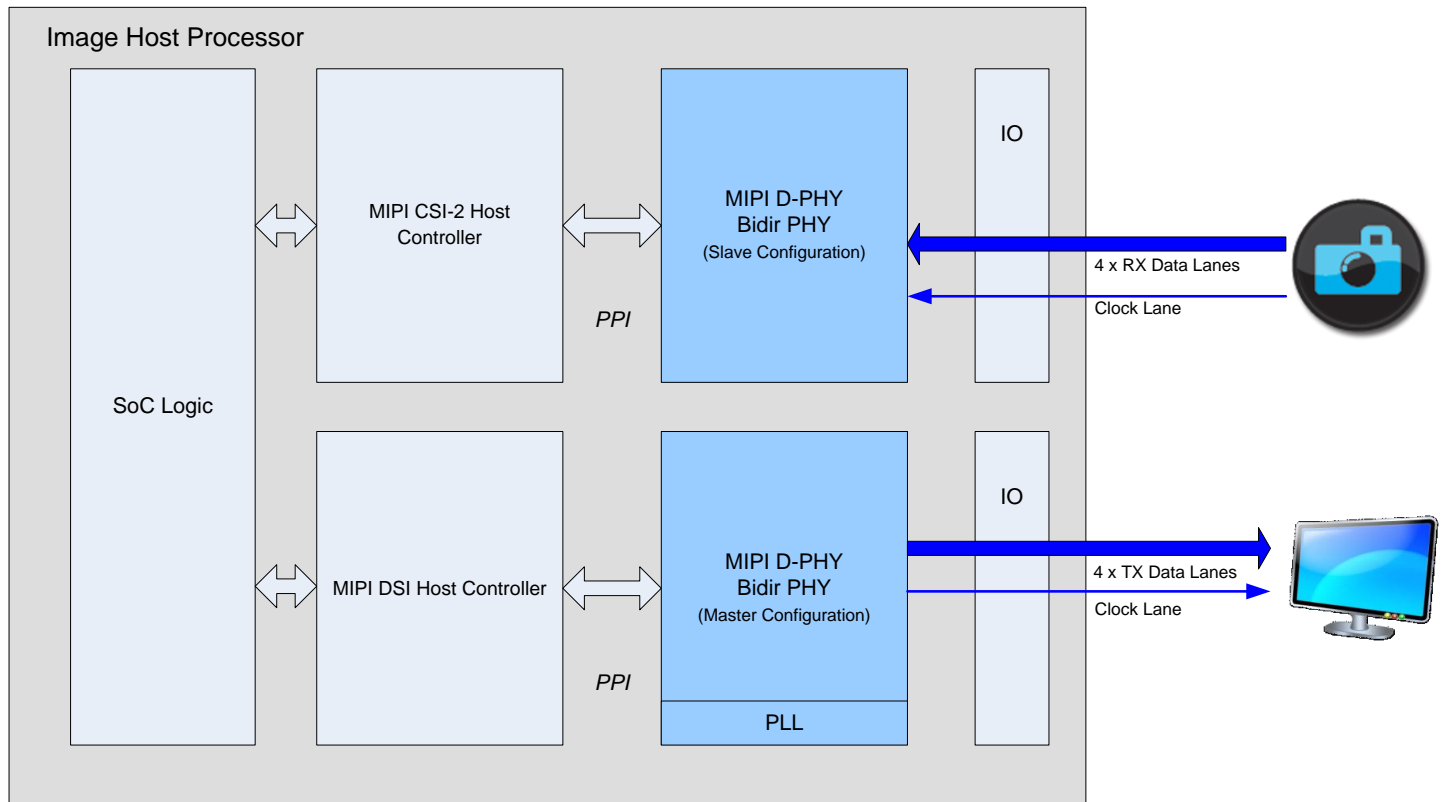 Image Host Processor
SoC Logic
MIPI CSI-2 Host
Controller
PPI
MIPI D-PHY
Bidir PHY
(Slave Configuration)
IO
4 x RX Data Lanes
Clock Lane
MIPI DSI Host Controller
PPI
MIPI D-PHY
Bidir PHY
(Master Configuration)
PLL
IO
4 x TX Data Lanes
Clock Lane